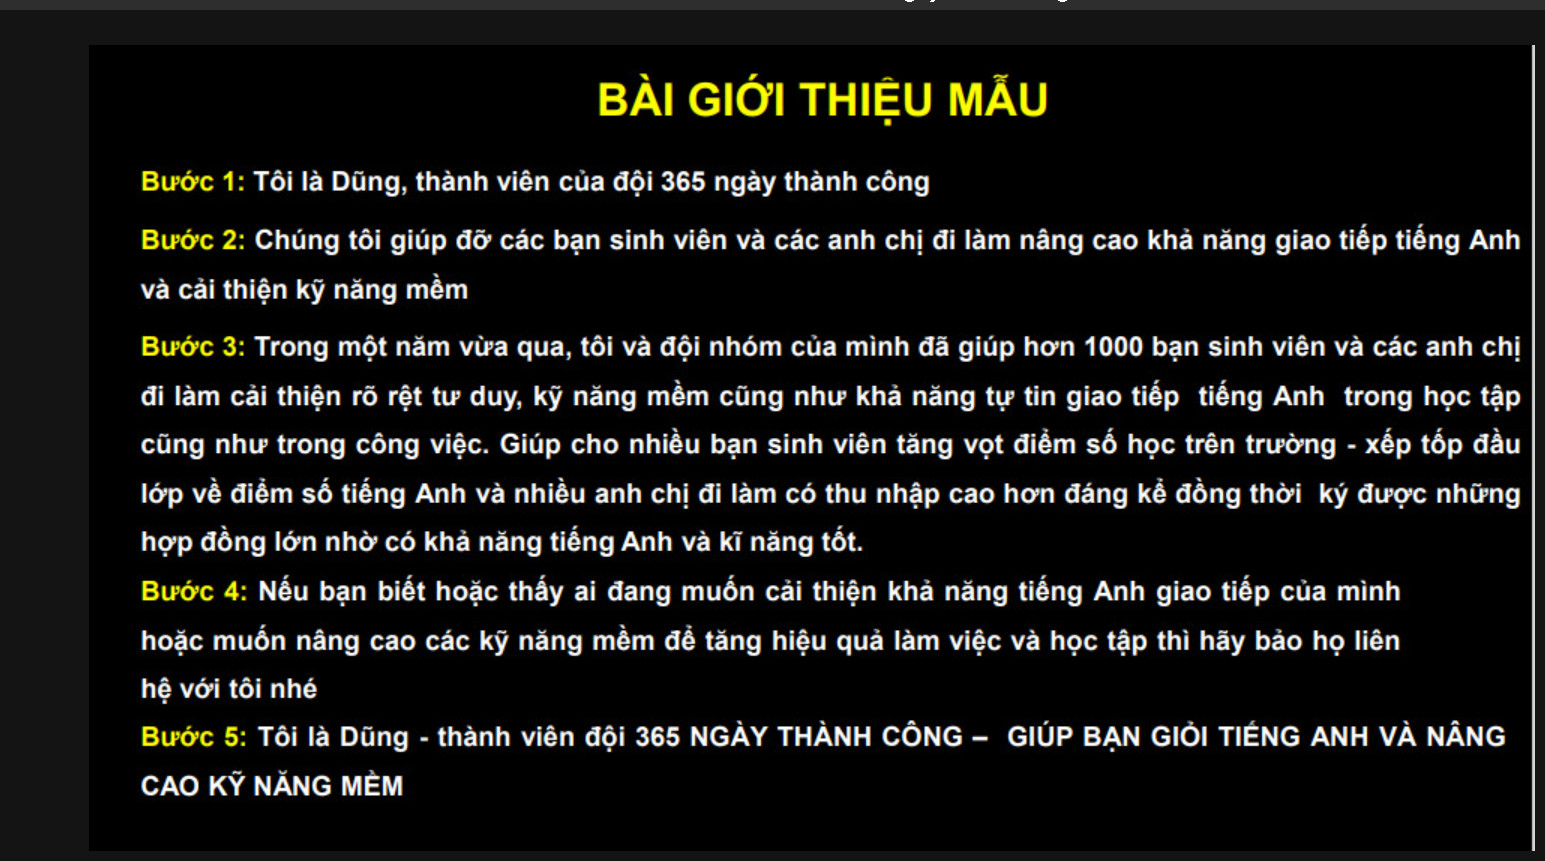 BÀI GIỚI THIỆU MẪU
Bước 1: Tôi là Dũng, thành viên của đội 365 ngày thành công
Bước 2: Chúng tôi giúp đỡ các bạn sinh viên và các anh chị đi làm nâng cao khả năng giao tiếp tiếng Anh
và cải thiện kỹ năng mềm
Bước 3: Trong một năm vừa qua, tôi và đội nhóm của mình đã giúp hơn 1000 bạn sinh viên và các anh chị
đi làm cải thiện rõ rệt tư duy, kỹ năng mềm cũng như khả năng tự tin giao tiếp tiếng Anh trong học tập
cũng như trong công việc. Giúp cho nhiều bạn sinh viên tăng vọt điểm số học trên trường - xếp tốp đầu
lớp về điểm số tiếng Anh và nhiều anh chị đi làm có thu nhập cao hơn đáng kể đồng thời ký được những
hợp đồng lớn nhờ có khả năng tiếng Anh và kĩ năng tốt.
Bước 4: Nếu bạn biết hoặc thấy ai đang muốn cải thiện khả năng tiếng Anh giao tiếp của mình
hoặc muốn nâng cao các kỹ năng mềm để tăng hiệu quả làm việc và học tập thì hãy bảo họ liên
hệ với tôi nhé
Bước 5: Tôi là Dũng - thành viên đội 365 NGÀY THÀNH CÔNG – GIÚP BẠN GIỎI TIẾNG ANH VÀ NÂNG
CAO KỸ NĂNG MỀM